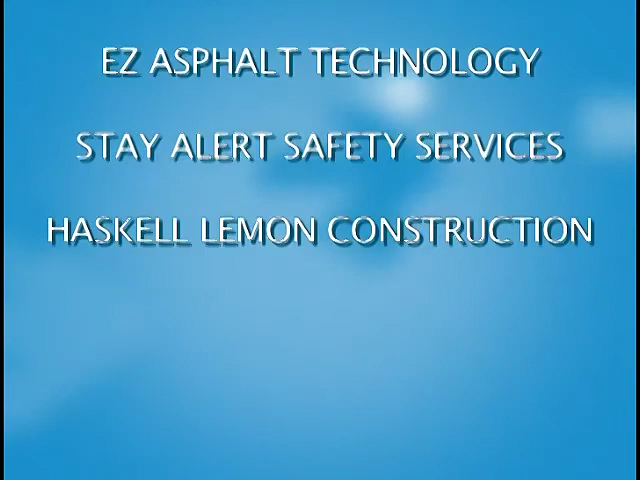 EZ ASPHALT TECHNOLOGY
STAY ALERT SAFETY SERVICES
HASKELL LEMON CONSTRUCTION